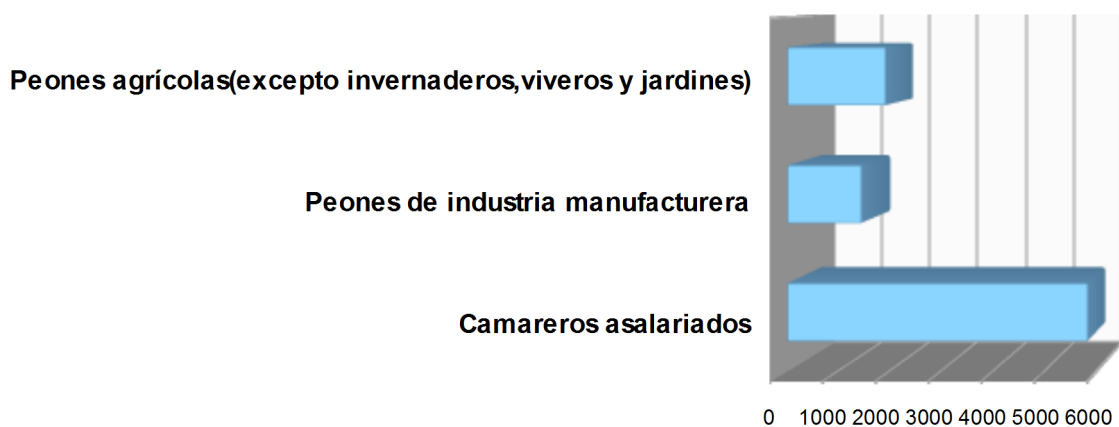 Peones agrícolas(excepto invernaderos,viveros y jardines)
Peones de industria manufacturera
Camareros asalariados
0 1000 2000 3000 4000 5000 6000